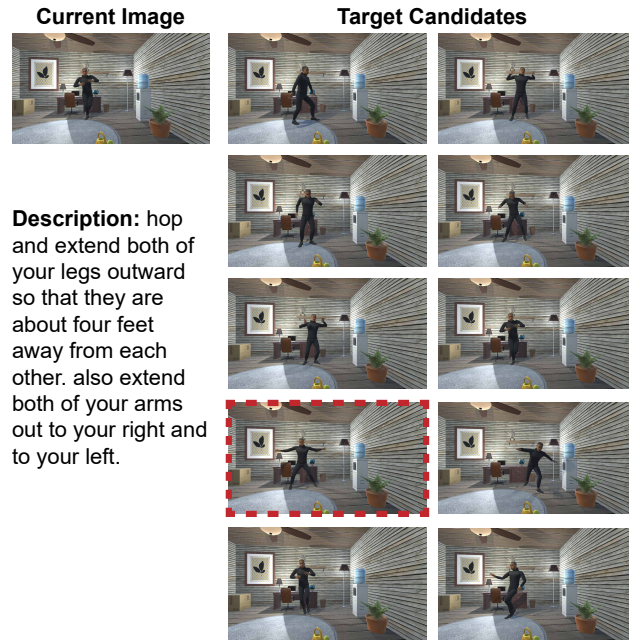 Current Image
Target Candidates
Description: hop
and extend both of
your legs outward
so that they are
about four feet
away from each
other. also extend
both of your arms
out to your right and
to your left.